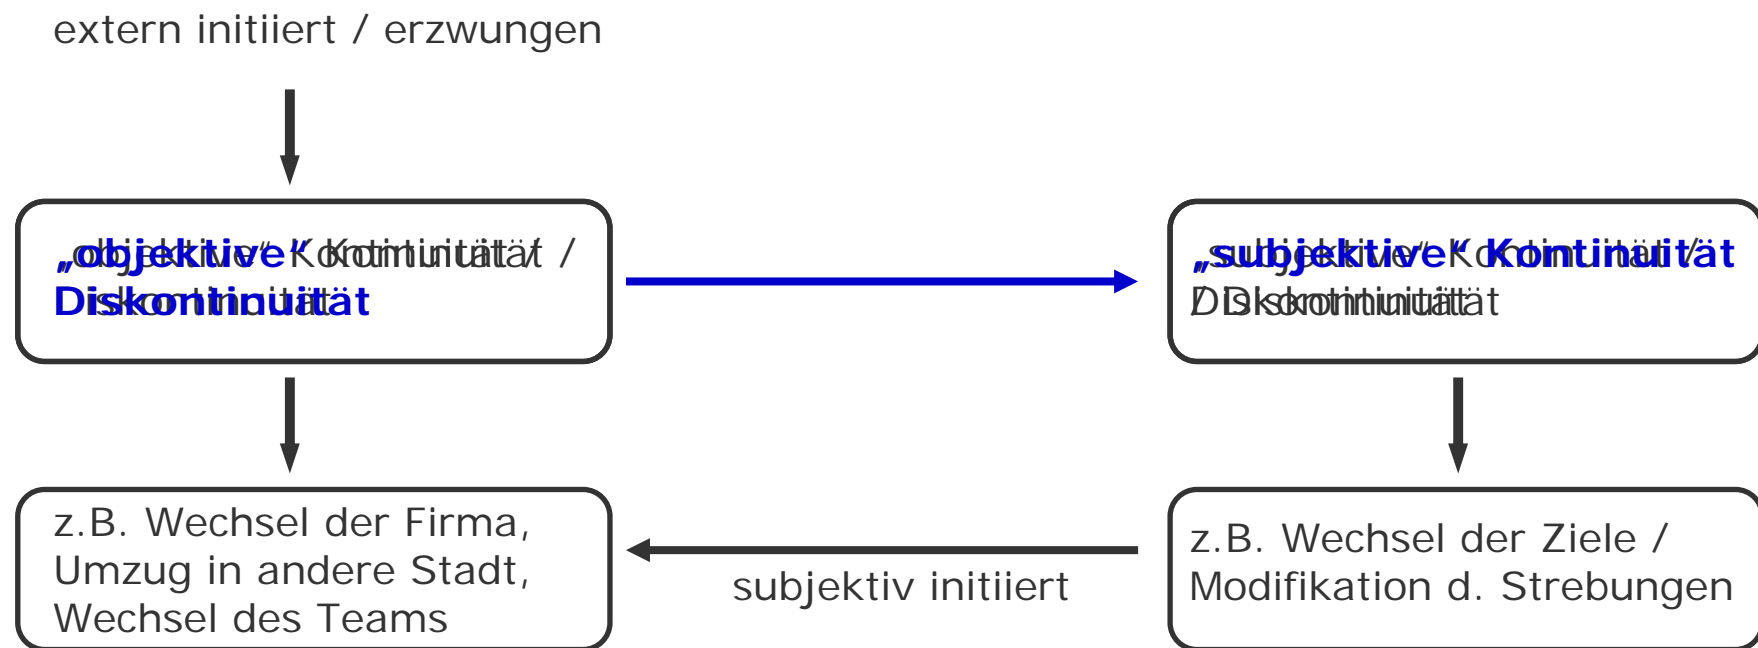 extern initiiert / erzwungen
„objektive“ Kontinuität /
Diskontinuität
„subjektive“ Kontinuität
/ Diskontinuität
z.B. Wechsel der Firma,
Umzug in andere Stadt,
Wechsel des Teams
subjektiv initiiert
z.B. Wechsel der Ziele /
Modifikation d. Strebungen